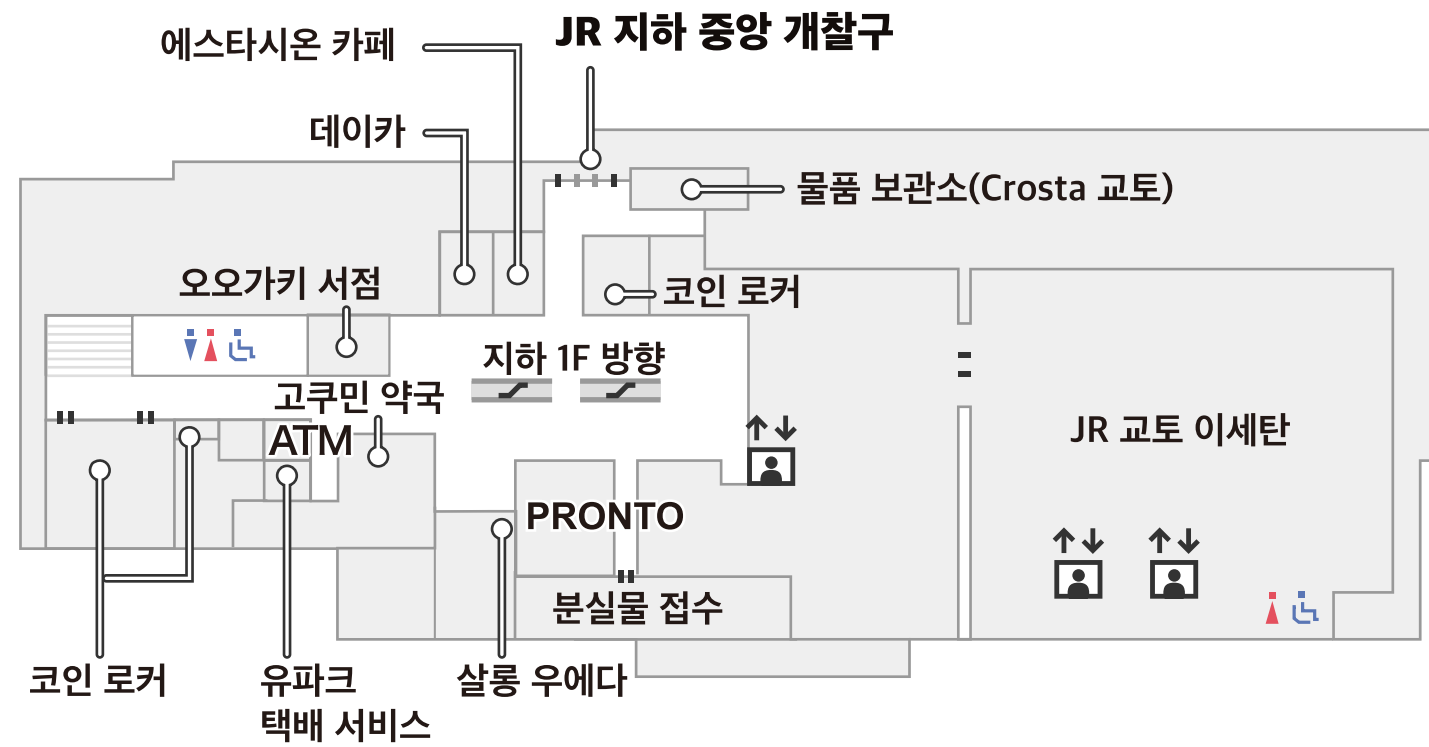 JR 지하 중앙 개찰구
에스타시온 카페
데이카
물품 보관소(Crosta 교토)
오오가키 서점
코인 로커
지하 1F 방향
고쿠민 약국
ATM
JR 교토 이세탄
PRONTO
분실물 접수
코인 로커
유파크
택배 서비스
살롱 우에다